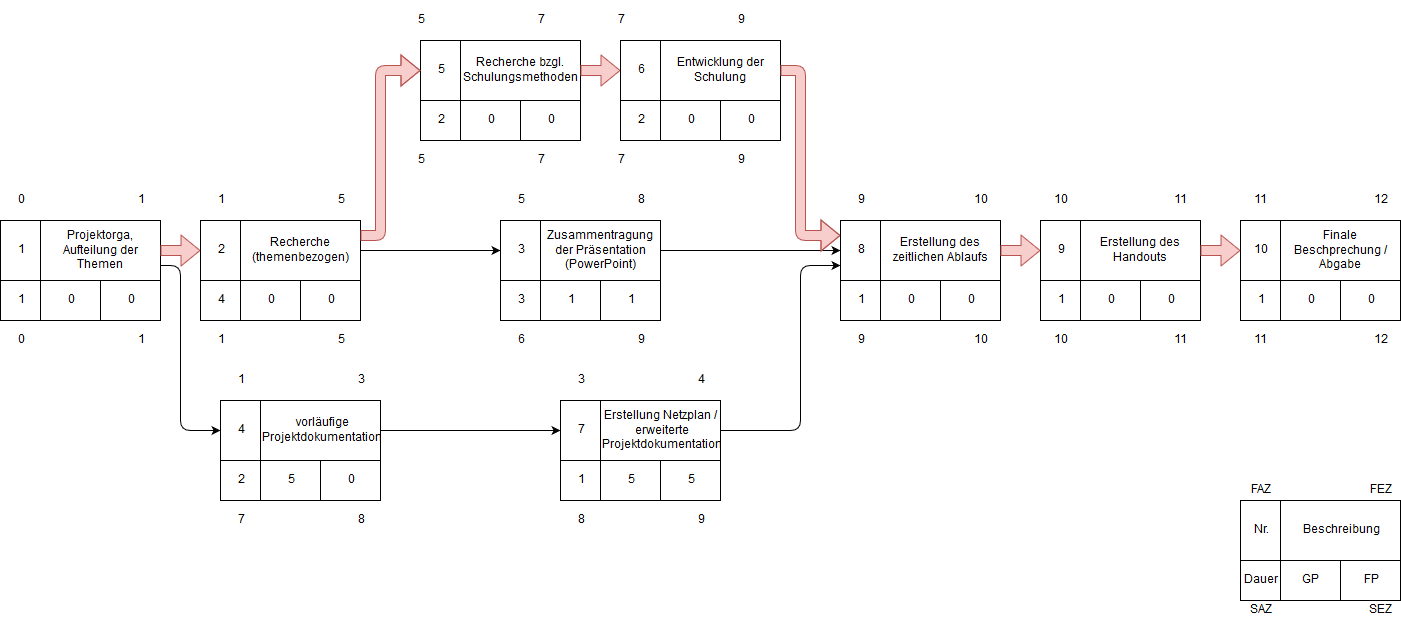 5 7 7 9
5 Recherche bzgl.
Schulungsmethoden
2 0 0
6 Entwicklung der
Schulung
2 0 0
5 7 7 9
0 1
1 Projektorga,
Aufteilung der
Themen
1 0 0
0 1
1 5
2 Recherche
(themenbezogen)
4 0 0
1 5
5 8
3 Zusammentragung
der Präsentation
(PowerPoint)
3 1 1
6 9
9 10
8 Erstellung des
zeitlichen Ablaufs
1 0 0
9 10
10 11
9 Erstellung des
Handouts
1 0 0
10 11
11 12
10 Finale
Beschprechung /
Abgabe
1 0 0
11 12
1 3
4 vorläufige
Projektdokumentation
2 5 0
7 8
3 4
7 Erstellung Netzplan /
erweiterte
Projektdokumentation
1 5 5
8 9
FAZ FEZ
Nr. Beschreibung
Dauer GP FP
SAZ SEZ